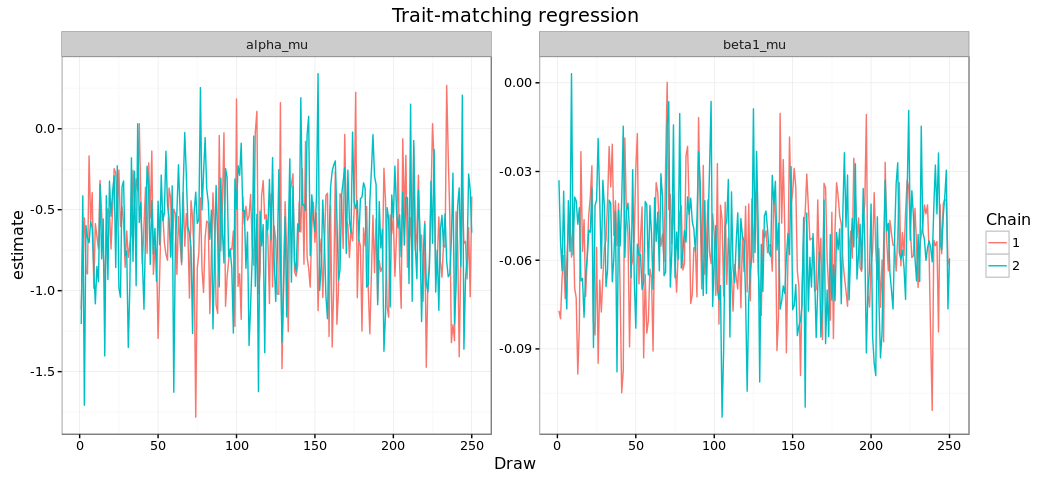 Trait-matching regression
alpha_mu
beta1_mu
estimate
0.0
-0.5
-1.0
-1.5
0.00
-0.03
-0.06
-0.09
0 50 100 150 200 250
0 50 100 150 200 250
Draw
Chain
1
2